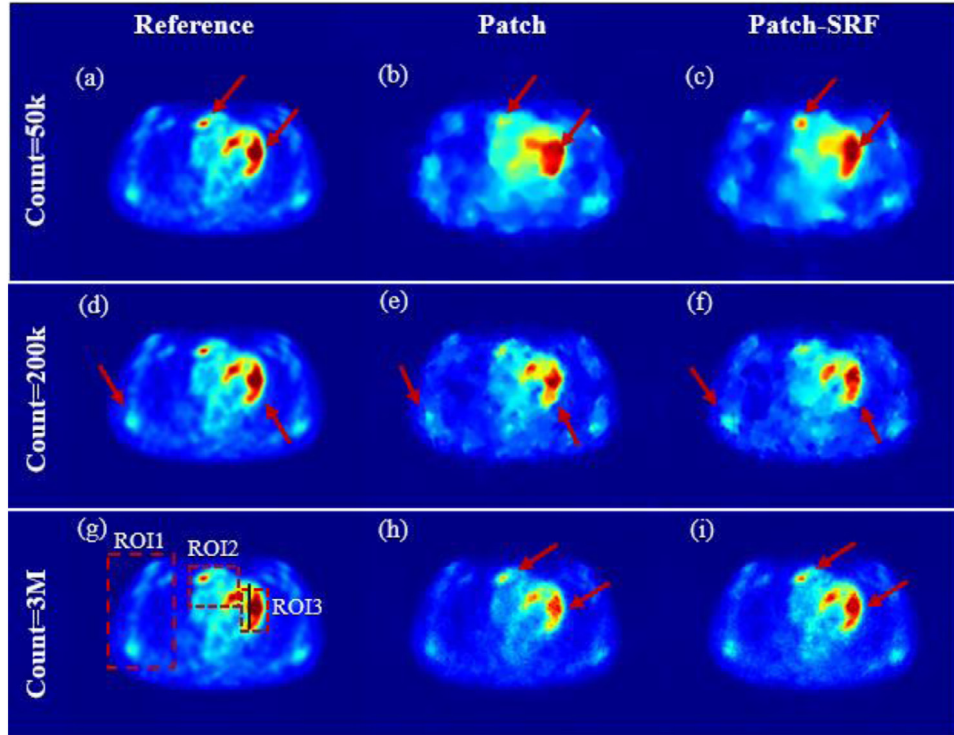 Reference Patch Patch-SRF
Count=50k
(a) (b) (c)
Count=200k
(d) (e) (f)
Count=3M
(g) (h) (i)
ROI1
ROI2
ROI3